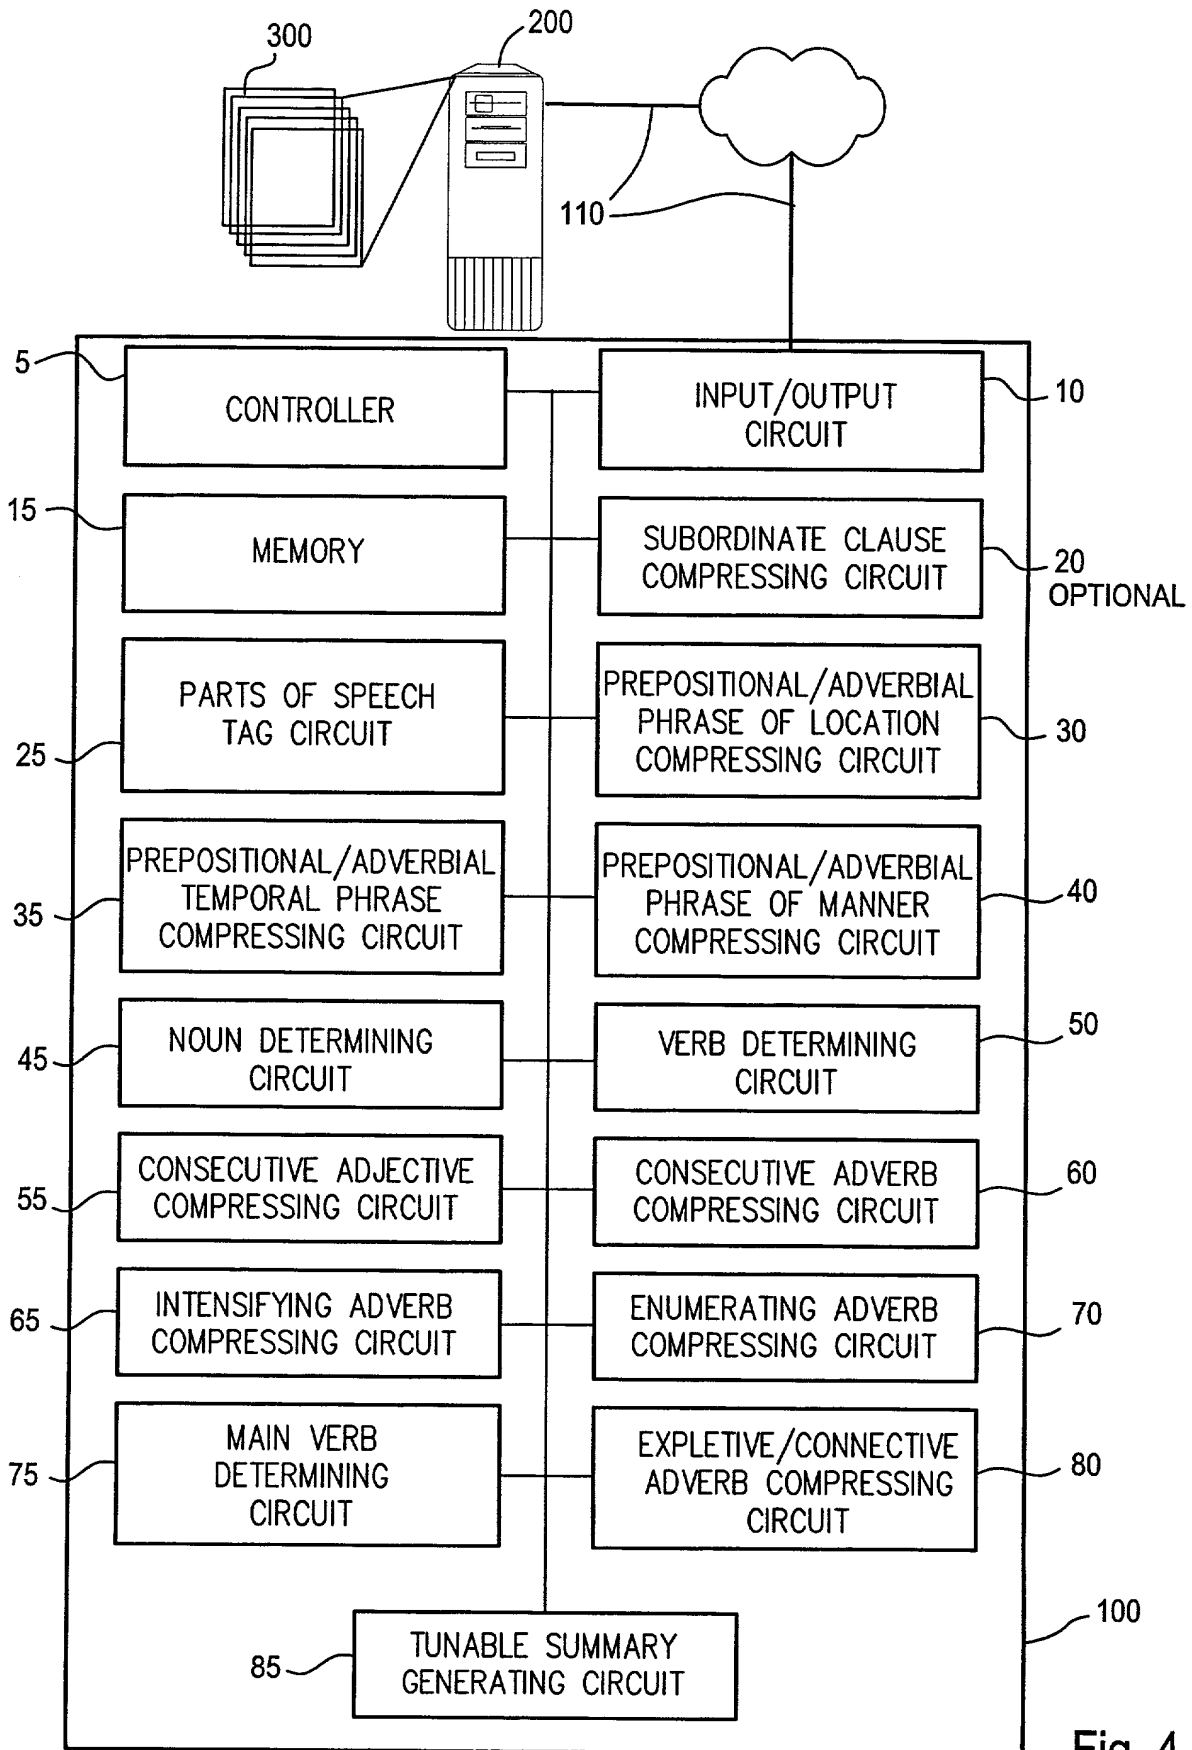 300
200
110
5
CONTROLLER
INPUT/OUTPUT
CIRCUIT
10
15
MEMORY
SUBORDINATE CLAUSE
COMPRESSING CIRCUIT
20
OPTIONAL
PARTS OF SPEECH
TAG CIRCUIT
25
PREPOSITIONAL/ADVERBIAL
PHRASE OF LOCATION
COMPRESSING CIRCUIT
30
PREPOSITIONAL/ADVERBIAL
TEMPORAL PHRASE
COMPRESSING CIRCUIT
35
PREPOSITIONAL/ADVERBIAL
PHRASE OF MANNER
COMPRESSING CIRCUIT
40
NOUN DETERMINING
CIRCUIT
45
VERB DETERMINING
CIRCUIT
50
CONSECUTIVE ADJECTIVE
COMPRESSING CIRCUIT
55
CONSECUTIVE ADVERB
COMPRESSING CIRCUIT
60
INTENSIFYING ADVERB
COMPRESSING CIRCUIT
65
ENUMERATING ADVERB
COMPRESSING CIRCUIT
70
MAIN VERB
DETERMINING
CIRCUIT
75
EXPLETIVE/CONNECTIVE
ADVERB COMPRESSING
CIRCUIT
80
TUNABLE SUMMARY
GENERATING CIRCUIT
85
100
Fig. 4